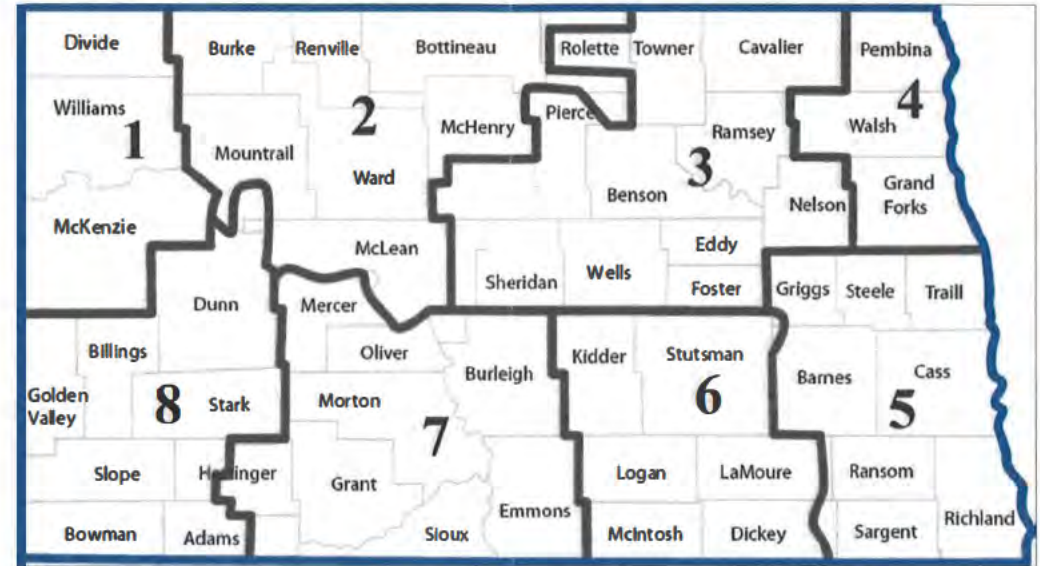 Divide
Burke
Renville
Bottineau
Rolette
Towner
Cavalier
Pembina
Williams
1
2
McHenry
Pierce
Ramsey
4
Walsh
Mountrail
Ward
3
Benson
Nelson
Grand
Forks
McKenzie
McLean
Eddy
Sheridan
Wells
Foster
Griggs
Steele
Traill
Dunn
Mercer
Oliver
Billings
Burleigh
Kidder
Stutsman
Barnes
Cass
Golden
Valley
8
Stark
Morton
7
6
5
Slope
Hettinger
Grant
Logan
LaMoure
Ransom
Emmons
Richland
Bowman
Adams
Sioux
McIntosh
Dickey
Sargent